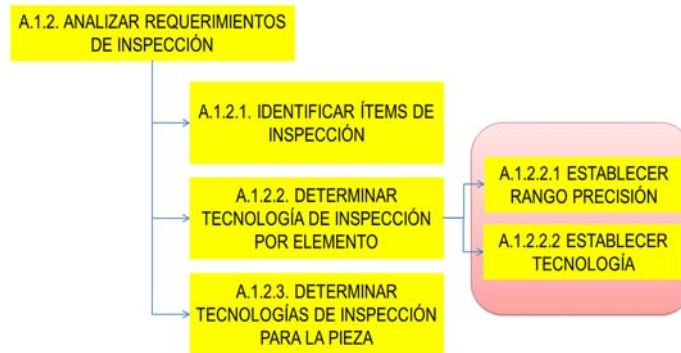 A.1.2. ANALIZAR REQUERIMIENTOS
DE INSPECCIÓN
A.1.2.1. IDENTIFICAR ÍTEMS DE
INSPECCIÓN
A.1.2.2. DETERMINAR
TECNOLOGÍA DE INSPECCIÓN
POR ELEMENTO
A.1.2.2.1 ESTABLECER
RANGO PRECISIÓN
A.1.2.2.2 ESTABLECER
TECNOLOGÍA
A.1.2.3. DETERMINAR
TECNOLOGÍAS DE INSPECCIÓN
PARA LA PIEZA